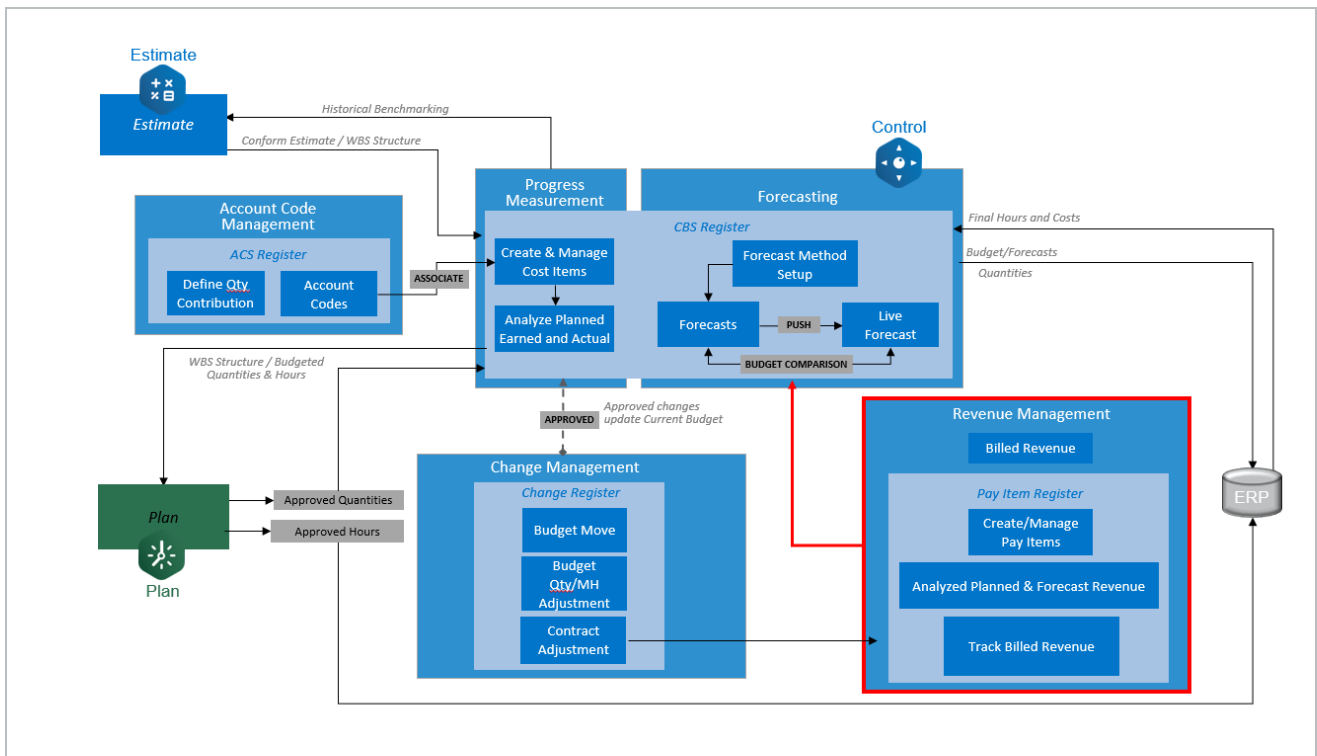 Estimate
Estimate
Historical Benchmarking
Conform Estimate / WBS Structure
Control
Account Code
Management
ACS Register
Define Qty
Contribution
Account
Codes
ASSOCIATE
Progress
Measurement
Forecasting
CBS Register
Create & Manage
Cost Items
Analyze Planned
Earned and Actual
Forecast Method
Setup
Forecasts
PUSH
Live
Forecast
BUDGET COMPARISON
Final Hours and Costs
Budget/Forecasts
Quantities
WBS Structure / Budgeted
Quantities & Hours
APPROVED
Approved changes
update Current Budget
Plan
Plan
Approved Quantities
Approved Hours
Change Management
Change Register
Budget Move
Budget
Qty/MH
Adjustment
Contract
Adjustment
Revenue Management
Billed Revenue
Pay Item Register
Create/Manage
Pay Items
Analyzed Planned & Forecast Revenue
Track Billed Revenue
ERP